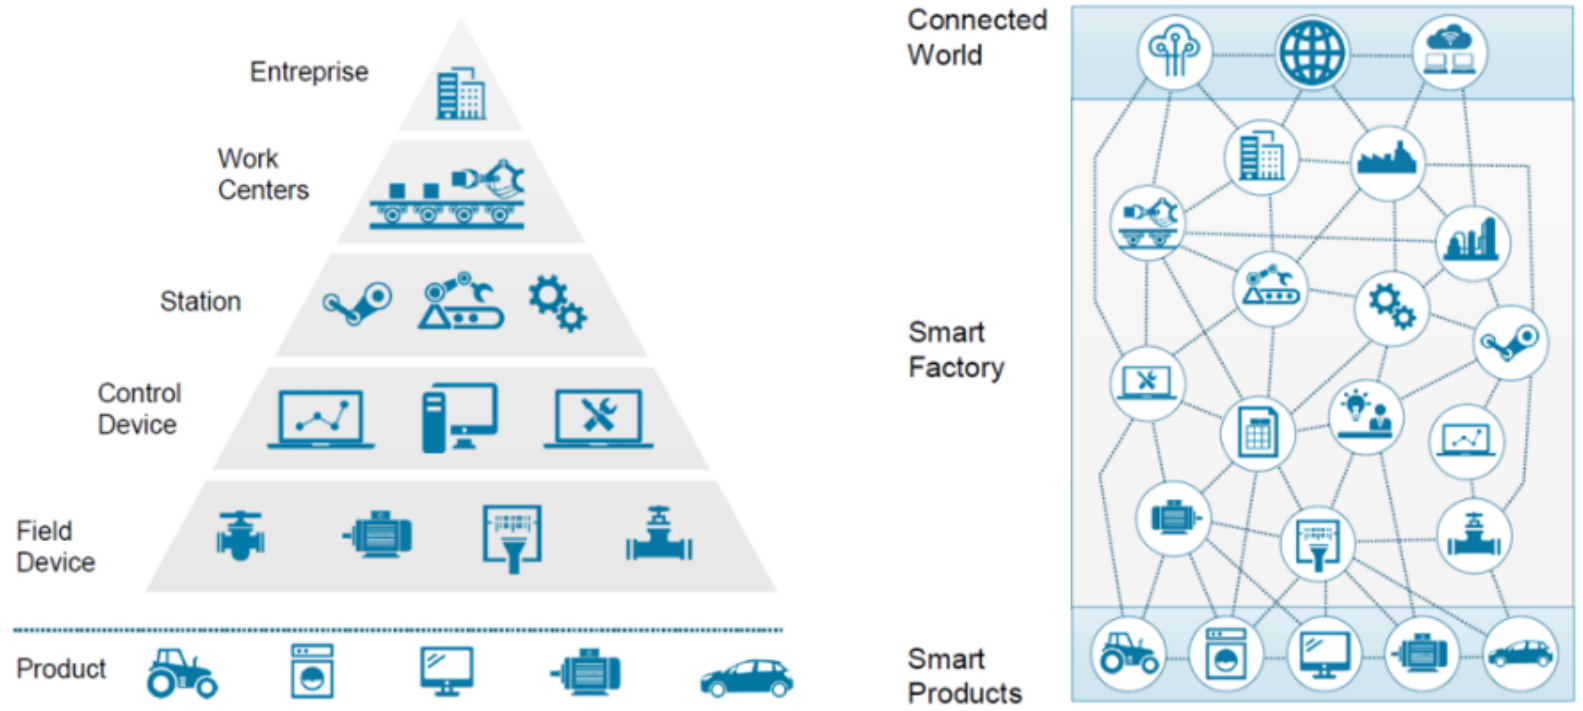 Entreprise
Work
Centers
Station
Control
Device
Field
Device
Product
Connected
World
Smart
Factory
Smart
Products